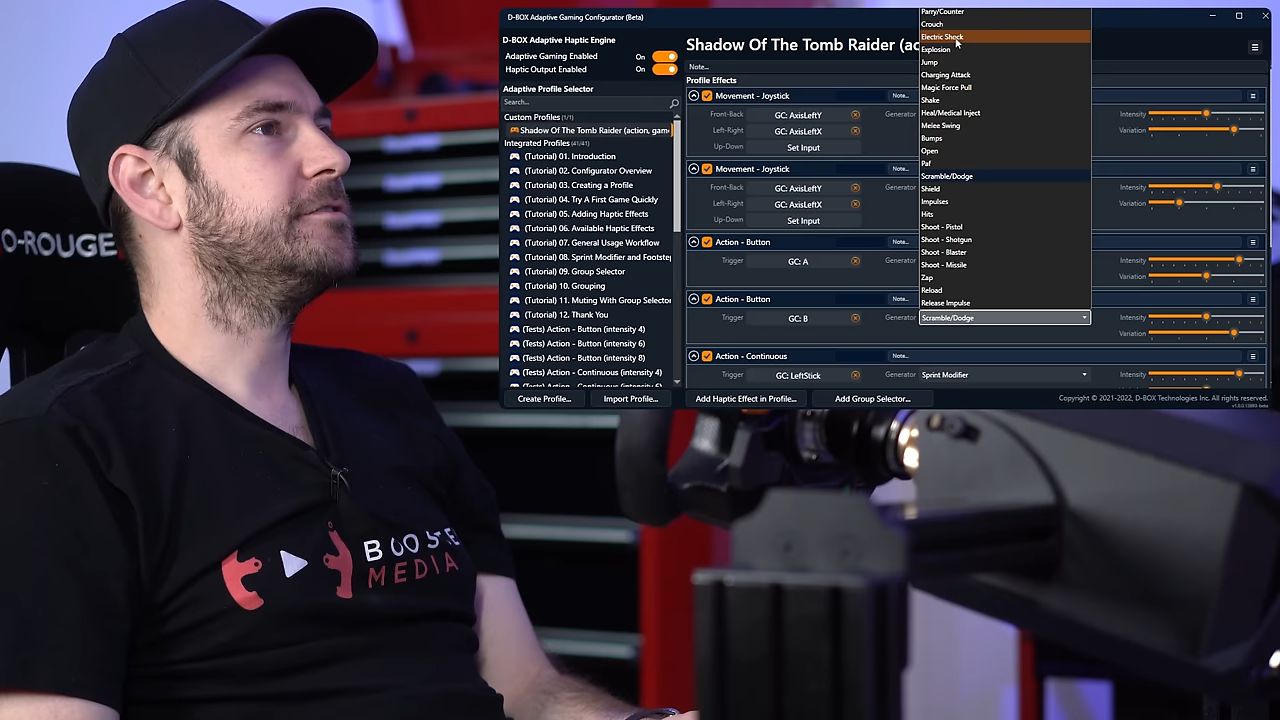 D-BOX Adaptive Gaming Configurator (Beta)
D-BOX Adaptive Haptic Engine
Adaptive Gaming Enabled On
Haptic Output Enabled On
Adaptive Profile Selector
Search...
Custom Profiles (1/1)
Shadow Of The Tomb Raider (action, gam
Integrated Profiles (41/41)
(Tutorial) 01. Introduction
(Tutorial) 02. Configurator Overview
(Tutorial) 03. Creating a Profile
(Tutorial) 04. Try A First Game Quickly
(Tutorial) 05. Adding Haptic Effects
(Tutorial) 06. Available Haptic Effects
(Tutorial) 07. General Usage Workflow
(Tutorial) 08. Sprint Modifier and Footste
(Tutorial) 09. Group Selector
(Tutorial) 10. Grouping
(Tutorial) 11. Muting With Group Selector
(Tutorial) 12. Thank You
(Tests) Action - Button (intensity 4)
(Tests) Action - Button (intensity 6)
(Tests) Action - Button (intensity 8)
(Tests) Action - Continuous (intensity 4)
(Tests) Action - Continuous (intensity 6)
Create Profile...
Import Profile...
Shadow Of The Tomb Raider (ac
Note...
Profile Effects
Movement - Joystick Note...
Front-Back GC: AxisLeftY Generator
Left-Right GC: AxisLeftX
Up-Down Set Input
Intensity
Variation
Movement - Joystick Note...
Front-Back GC: AxisLeftY Generator
Left-Right GC: AxisLeftX
Up-Down Set Input
Intensity
Variation
Action - Button Note...
Trigger GC: A Generator
Intensity
Variation
Action - Button Note...
Trigger GC: B Generator Scramble/Dodge
Intensity
Variation
Action - Continuous Note...
Trigger GC: LeftStick Generator Sprint Modifier
Intensity
Add Haptic Effect in Profile...
Add Group Selector...
Copyright © 2021-2022, D-BOX Technologies Inc. All rights reserved.
Parry/Counter
Crouch
Electric Shock
Explosion
Jump
Charging Attack
Magic Force Pull
Shake
Heal/Medical Inject
Melee Swing
Bumps
Open
Paf
Scramble/Dodge
Shield
Impulses
Hits
Shoot - Pistol
Shoot - Shotgun
Shoot - Blaster
Shoot - Missile
Zap
Reload
Release Impulse
O-ROUGE
BOOSTE
MEDIA